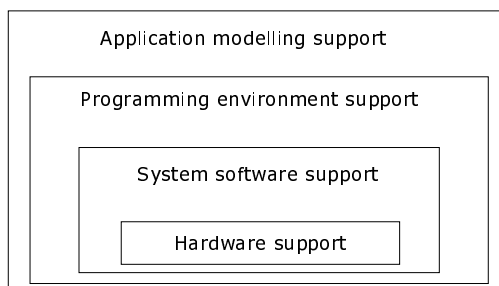 Application modelling support
Programming environment support
System software support
Hardware support